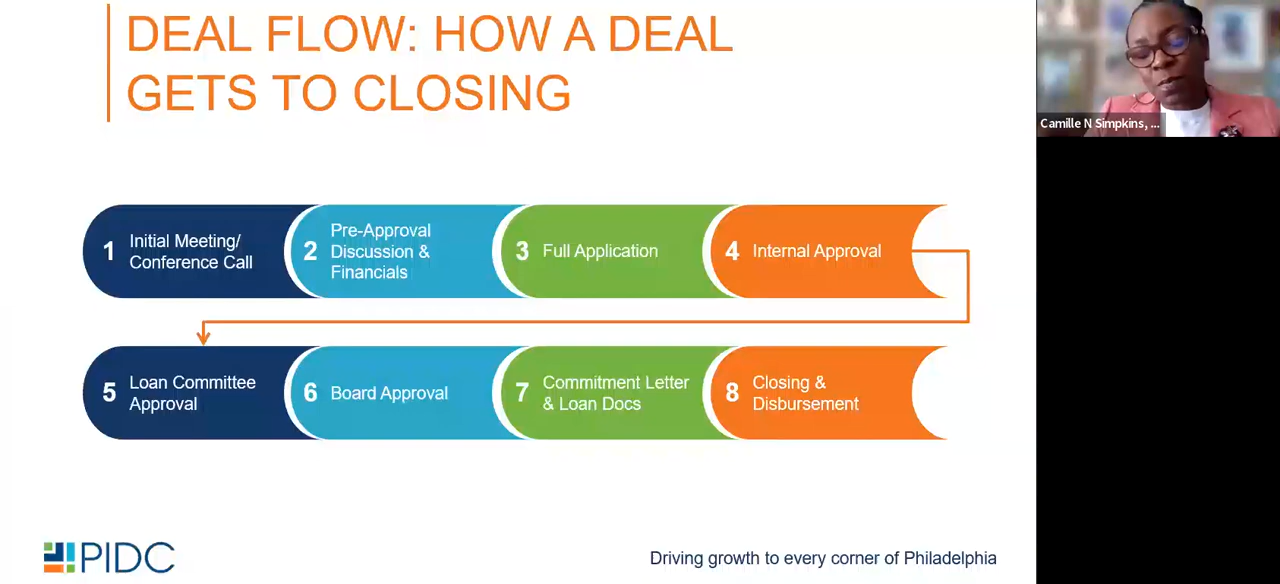 DEAL FLOW: HOW A DEAL
GETS TO CLOSING
Camille N Simpkins, ...
1 Initial Meeting/
Conference Call
2 Pre-Approval
Discussion &
Financials
3 Full Application
4 Internal Approval
5 Loan Committee
Approval
6 Board Approval
7 Commitment Letter
& Loan Docs
8 Closing &
Disbursement
PIDC
Driving growth to every corner of Philadelphia